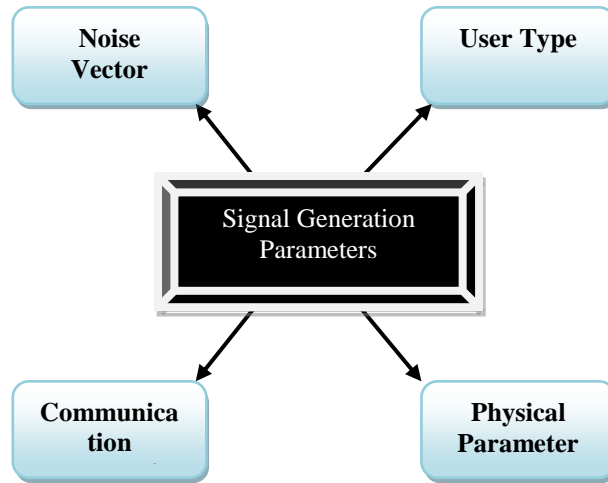 Noise
Vector
User Type
Signal Generation
Parameters
Communica
tion
Physical
Parameter